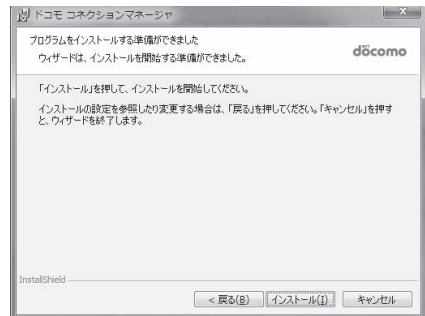 ドコモ コネクションマネージャ
プログラムをインストールする準備ができました
ウィザードは、インストールを開始する準備ができました。
döcomo
「インストール」を押して、インストールを開始してください。
インストールの設定を参照したり変更する場合は、「戻る」を押してください。「キャンセル」を押す
と、ウィザードを終了します。
InstallShield
< 戻る(B)
インストール(I)
キャンセル